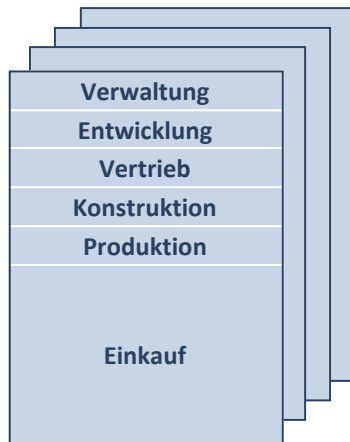 Verwaltung
Entwicklung
Vertrieb
Konstruktion
Produktion
Einkauf